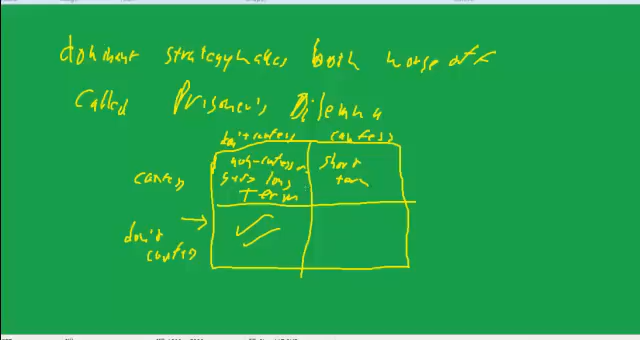 dominant strategy makes both worse off
called Prisoner's Dilemma
don't confess confess
confess non-confessor gets long term short term
don't confess